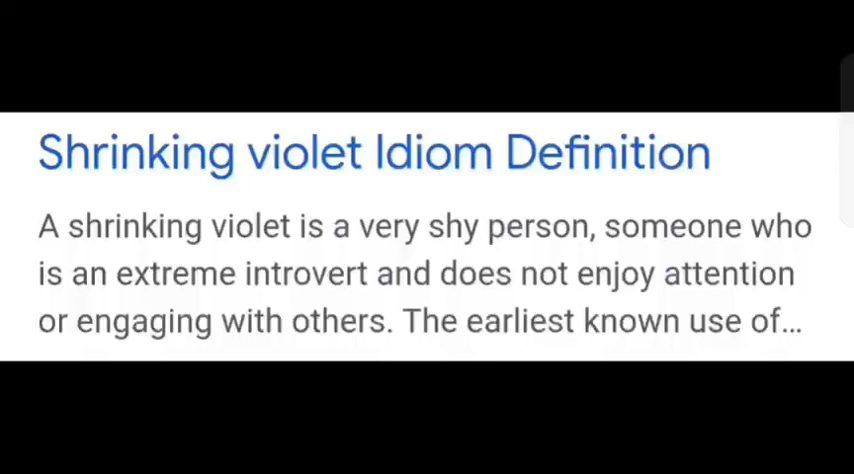 Shrinking violet Idiom Definition
A shrinking violet is a very shy person, someone who
is an extreme introvert and does not enjoy attention
or engaging with others. The earliest known use of...